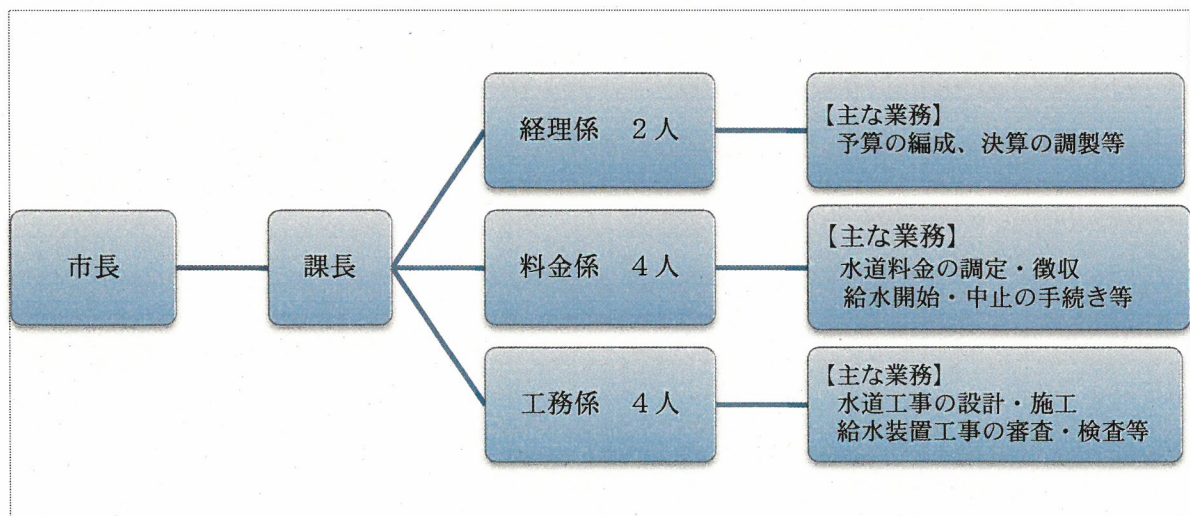 市長
課長
経理係　２人
【主な業務】
予算の編成、決算の調製等
料金係　４人
【主な業務】
水道料金の調定・徴収
給水開始・中止の手続き等
工務係　４人
【主な業務】
水道工事の設計・施工
給水装置工事の審査・検査等